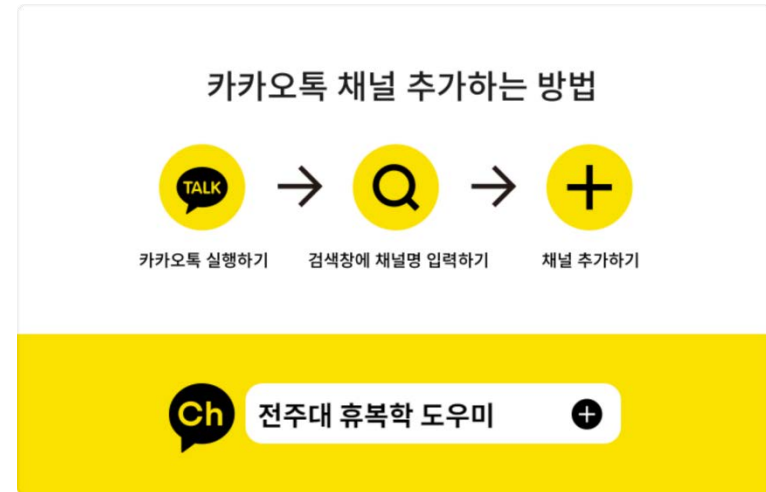 카카오톡 채널 추가하는 방법
TALK
카카오톡 실행하기
검색창에 채널명 입력하기
채널 추가하기
Ch 전주대 휴복학 도우미